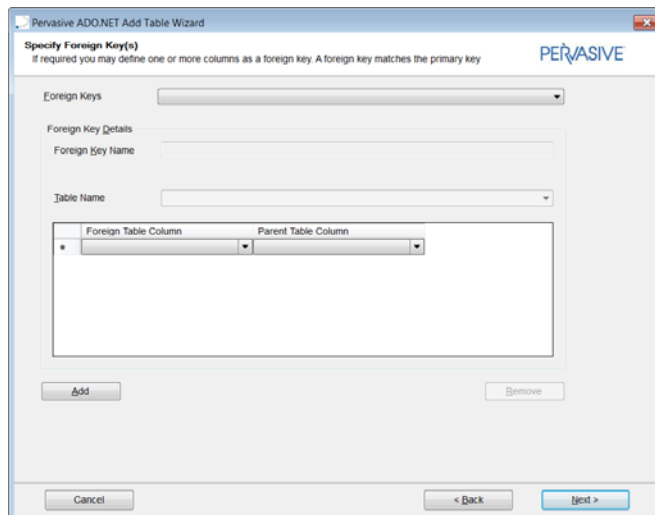 Pervasive ADO.NET Add Table Wizard
Specify Foreign Key(s)
If required you may define one or more columns as a foreign key. A foreign key matches the primary key
PERVASIVE
Foreign Keys
Foreign Key Details
Foreign Key Name
Table Name
Foreign Table Column Parent Table Column
*
Add Remove
Cancel < Back Next >